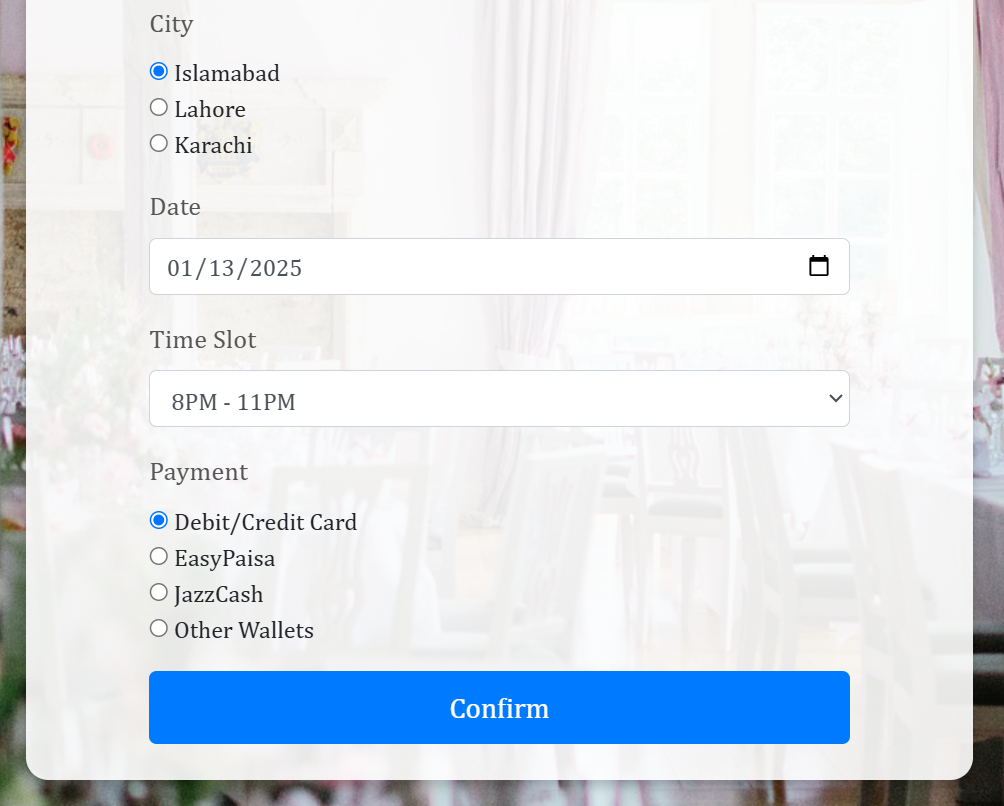 City
Islamabad
Lahore
Karachi
Date
01/13/2025
Time Slot
8PM - 11PM
Payment
Debit/Credit Card
EasyPaisa
JazzCash
Other Wallets
Confirm